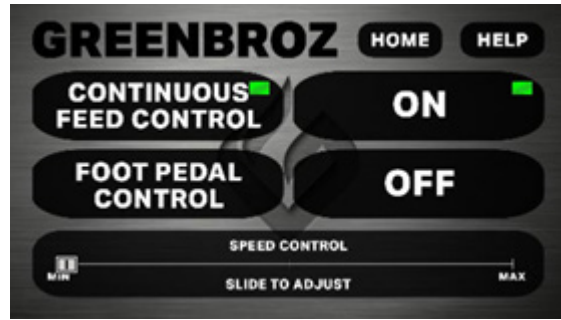 GREENBROZ HOME HELP
CONTINUOUS
FEED CONTROL
ON
FOOT PEDAL
CONTROL
OFF
SPEED CONTROL
MIN MAX
SLIDE TO ADJUST